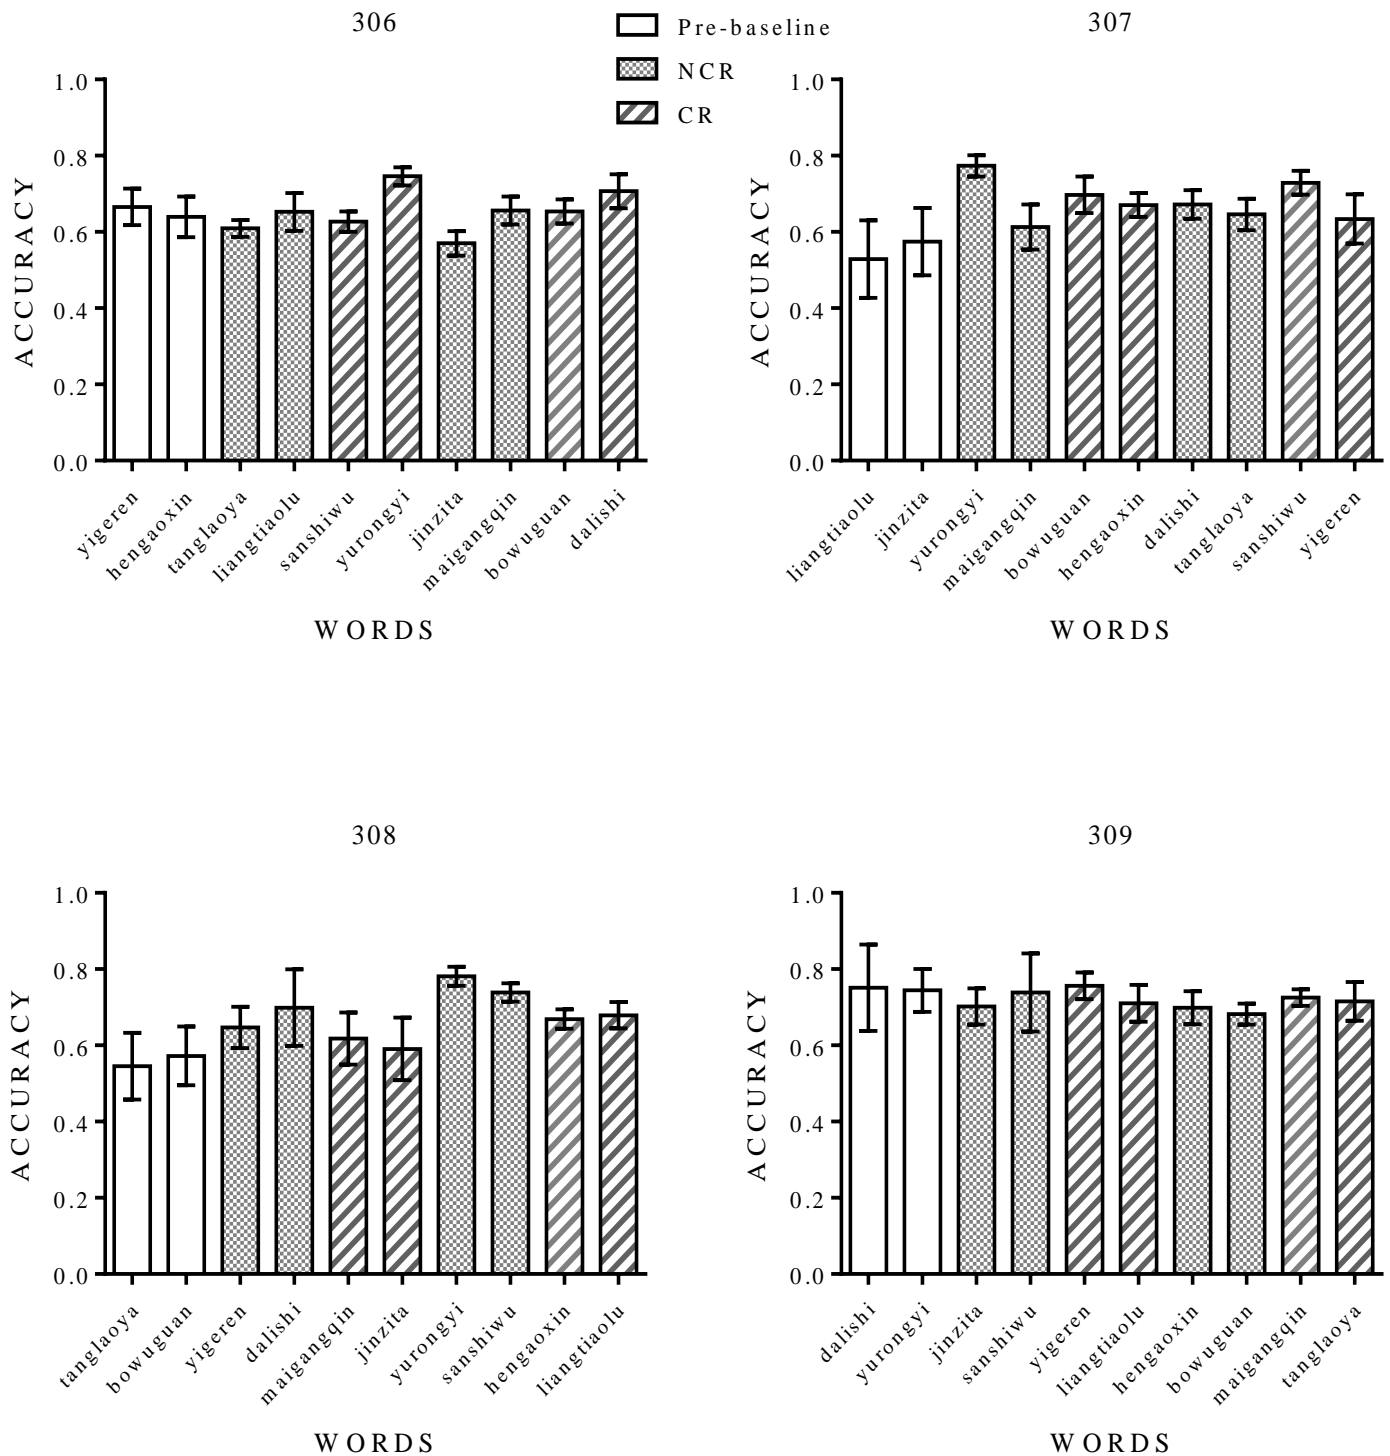 306
Pre-baseline
NCR
CR
307
1.0
0.8
0.6
0.4
0.2
0.0
ACCURACY
yigeren
hengaoxin
tanglaoya
liangtiaolu
sanshiwu
yurongyi
jinzita
maigangqin
bowuguan
dalishi
WORDS
1.0
0.8
0.6
0.4
0.2
0.0
ACCURACY
liangtiaolu
jinzita
yurongyi
maigangqin
bowuguan
hengaoxin
dalishi
tanglaoya
sanshiwu
yigeren
WORDS
308
1.0
0.8
0.6
0.4
0.2
0.0
ACCURACY
tanglaoya
bowuguan
yigeren
dalishi
maigangqin
jinzita
yurongyi
sanshiwu
hengaoxin
liangtiaolu
WORDS
309
1.0
0.8
0.6
0.4
0.2
0.0
ACCURACY
dalishi
yurongyi
jinzita
sanshiwu
yigeren
liangtiaolu
hengaoxin
bowuguan
maigangqin
tanglaoya
WORDS